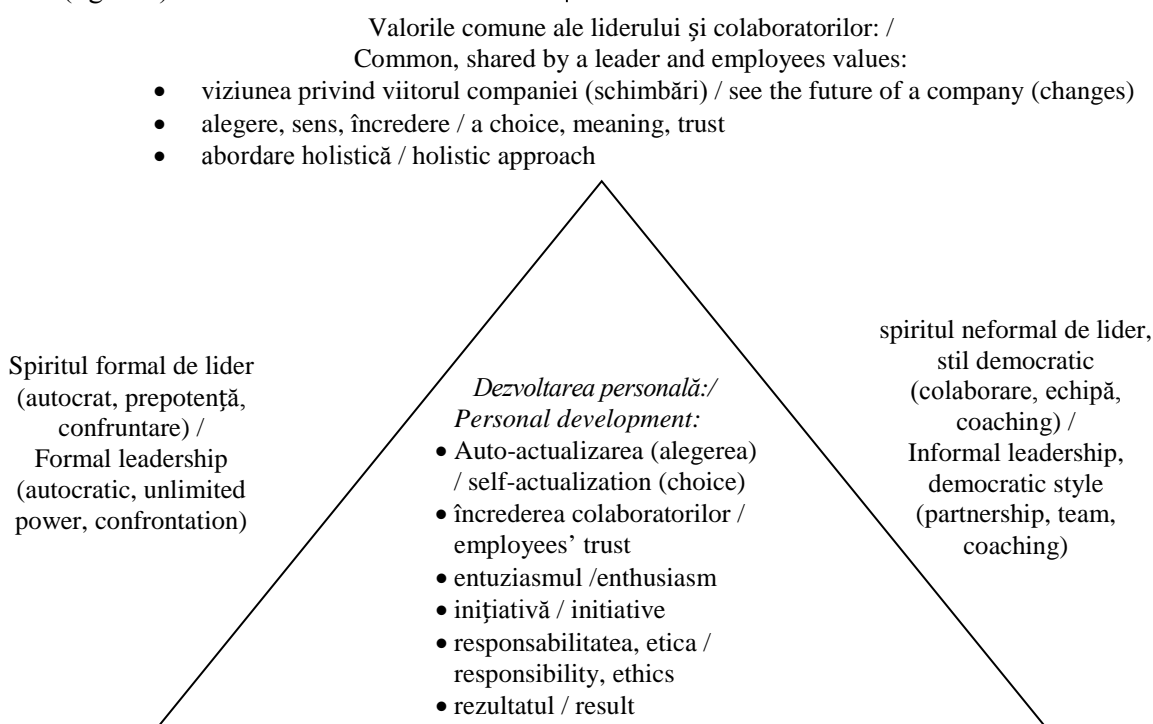 Valorile comune ale liderului şi colaboratorilor: /
Common, shared by a leader and employees values:
• viziunea privind viitorul companiei (schimbări) / see the future of a company (changes)
• alegere, sens, încredere / a choice, meaning, trust
• abordare holistică / holistic approach
Spiritul formal de lider
(autocrat, prepotenţă,
confruntare) /
Formal leadership
(autocratic, unlimited
power, confrontation)
Dezvoltarea personală:/
Personal development:
• Auto-actualizarea (alegerea)
/ self-actualization (choice)
• încrederea colaboratorilor /
employees’ trust
• entuziasmul /enthusiasm
• iniţiativă / initiative
• responsabilitatea, etica /
responsibility, ethics
• rezultatul / result
spiritul neformal de lider,
stil democratic
(colaborare, echipă,
coaching) /
Informal leadership,
democratic style
(partnership, team,
coaching)